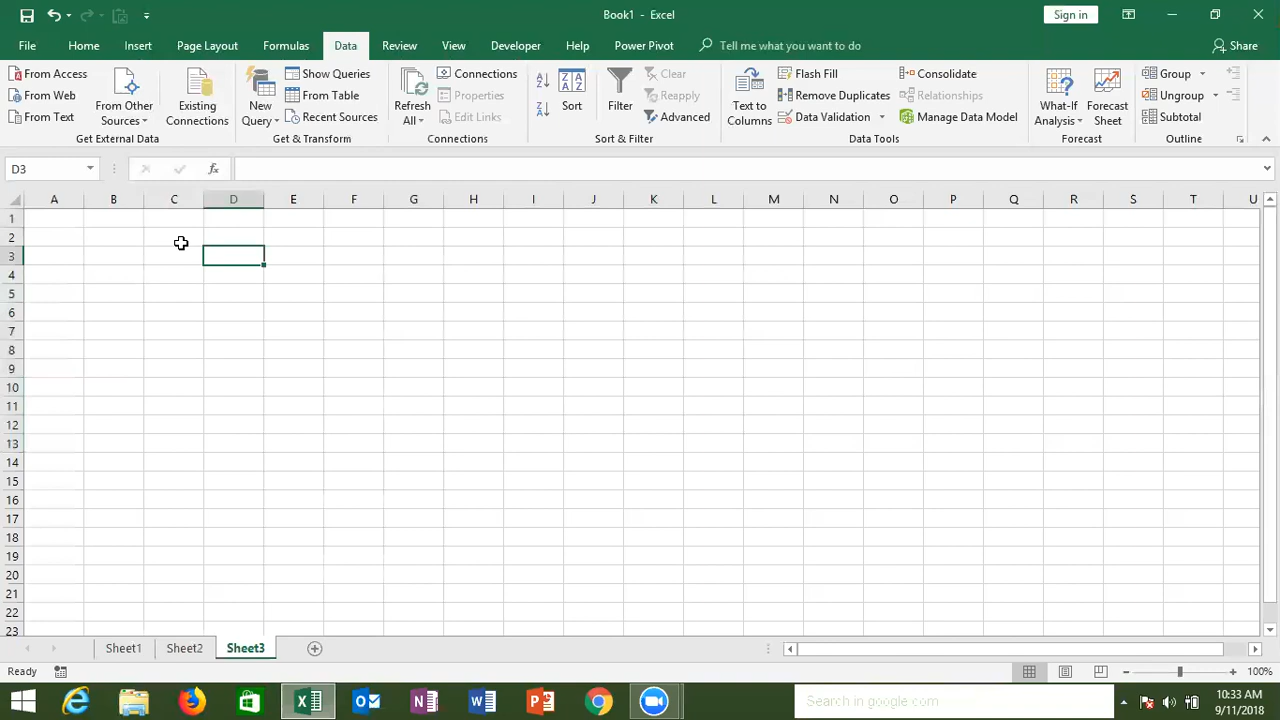 Book1 - Excel
Sign in
File Home Insert Page Layout Formulas Data Review View Developer Help Power Pivot Tell me what you want to do Share
From Access
From Web
From Text
From Other Sources
Existing Connections
Get External Data
New Query
Show Queries
From Table
Recent Sources
Get & Transform
Refresh All
Connections
Properties
Edit Links
Connections
Sort
Filter
Clear
Reapply
Advanced
Sort & Filter
Text to Columns
Flash Fill
Remove Duplicates
Data Validation
Consolidate
Relationships
Manage Data Model
Data Tools
What-If Analysis
Forecast Sheet
Forecast
Group
Ungroup
Subtotal
Outline
D3
fx
A B C D E F G H I J K L M N O P Q R S T U
1
2
3
4
5
6
7
8
9
10
11
12
13
14
15
16
17
18
19
20
21
22
23
Sheet1 Sheet2 Sheet3
Ready
100%
Search in google.com
10:33 AM
9/11/2018